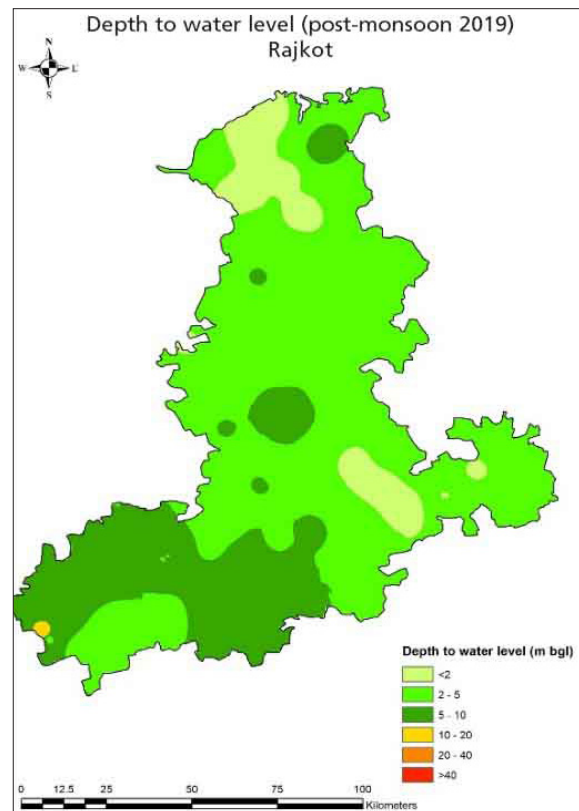 Depth to water level (post-monsoon 2019)
Rajkot
N
W
E
S
Depth to water level (m bgl)
<2
2 - 5
5 - 10
10 - 20
20 - 40
>40
0 12.5 25 50 75 100
Kilometers